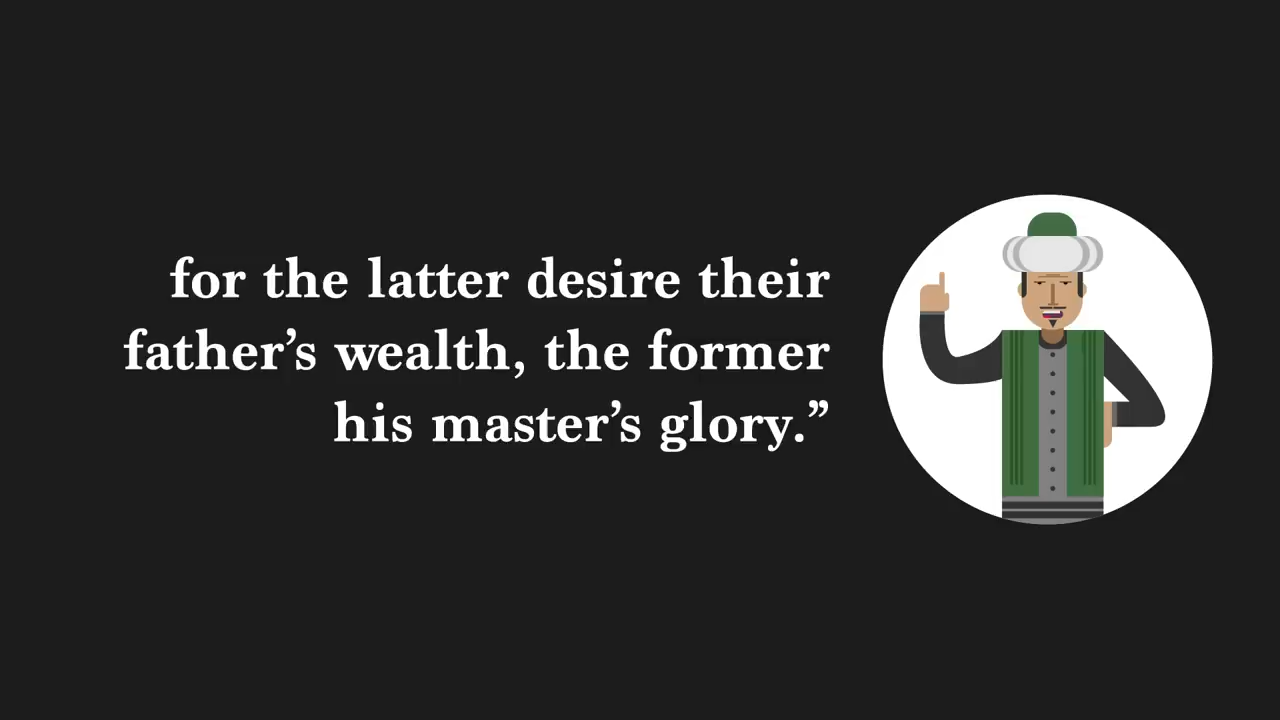 for the latter desire their
father’s wealth, the former
his master’s glory.”